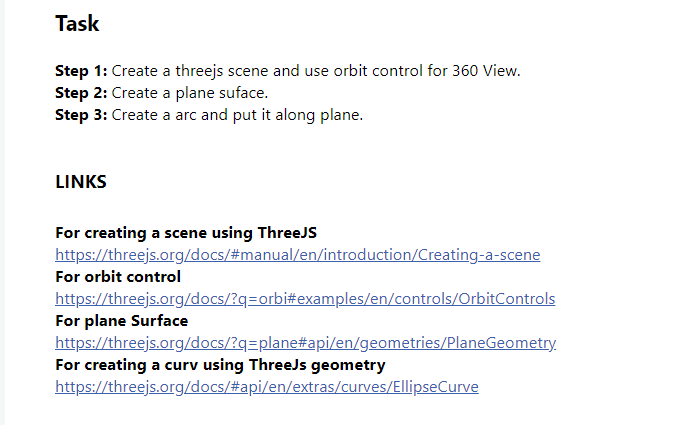 Task
Step 1: Create a threejs scene and use orbit control for 360 View.
Step 2: Create a plane suface.
Step 3: Create a arc and put it along plane.
LINKS
For creating a scene using ThreeJS
https://threejs.org/docs/#manual/en/introduction/Creating-a-scene
For orbit control
https://threejs.org/docs/?q=orbi#examples/en/controls/OrbitControls
For plane Surface
https://threejs.org/docs/?q=plane#api/en/geometries/PlaneGeometry
For creating a curv using ThreeJs geometry
https://threejs.org/docs/#api/en/extras/curves/EllipseCurve